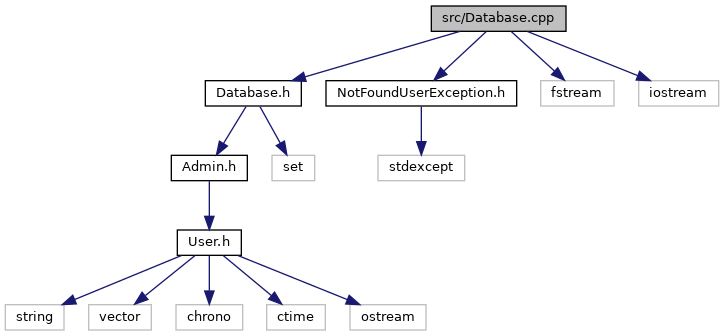 src/Database.cpp
Database.h
NotFoundUserException.h
fstream
iostream
Admin.h
set
stdexcept
User.h
string
vector
chrono
ctime
ostream